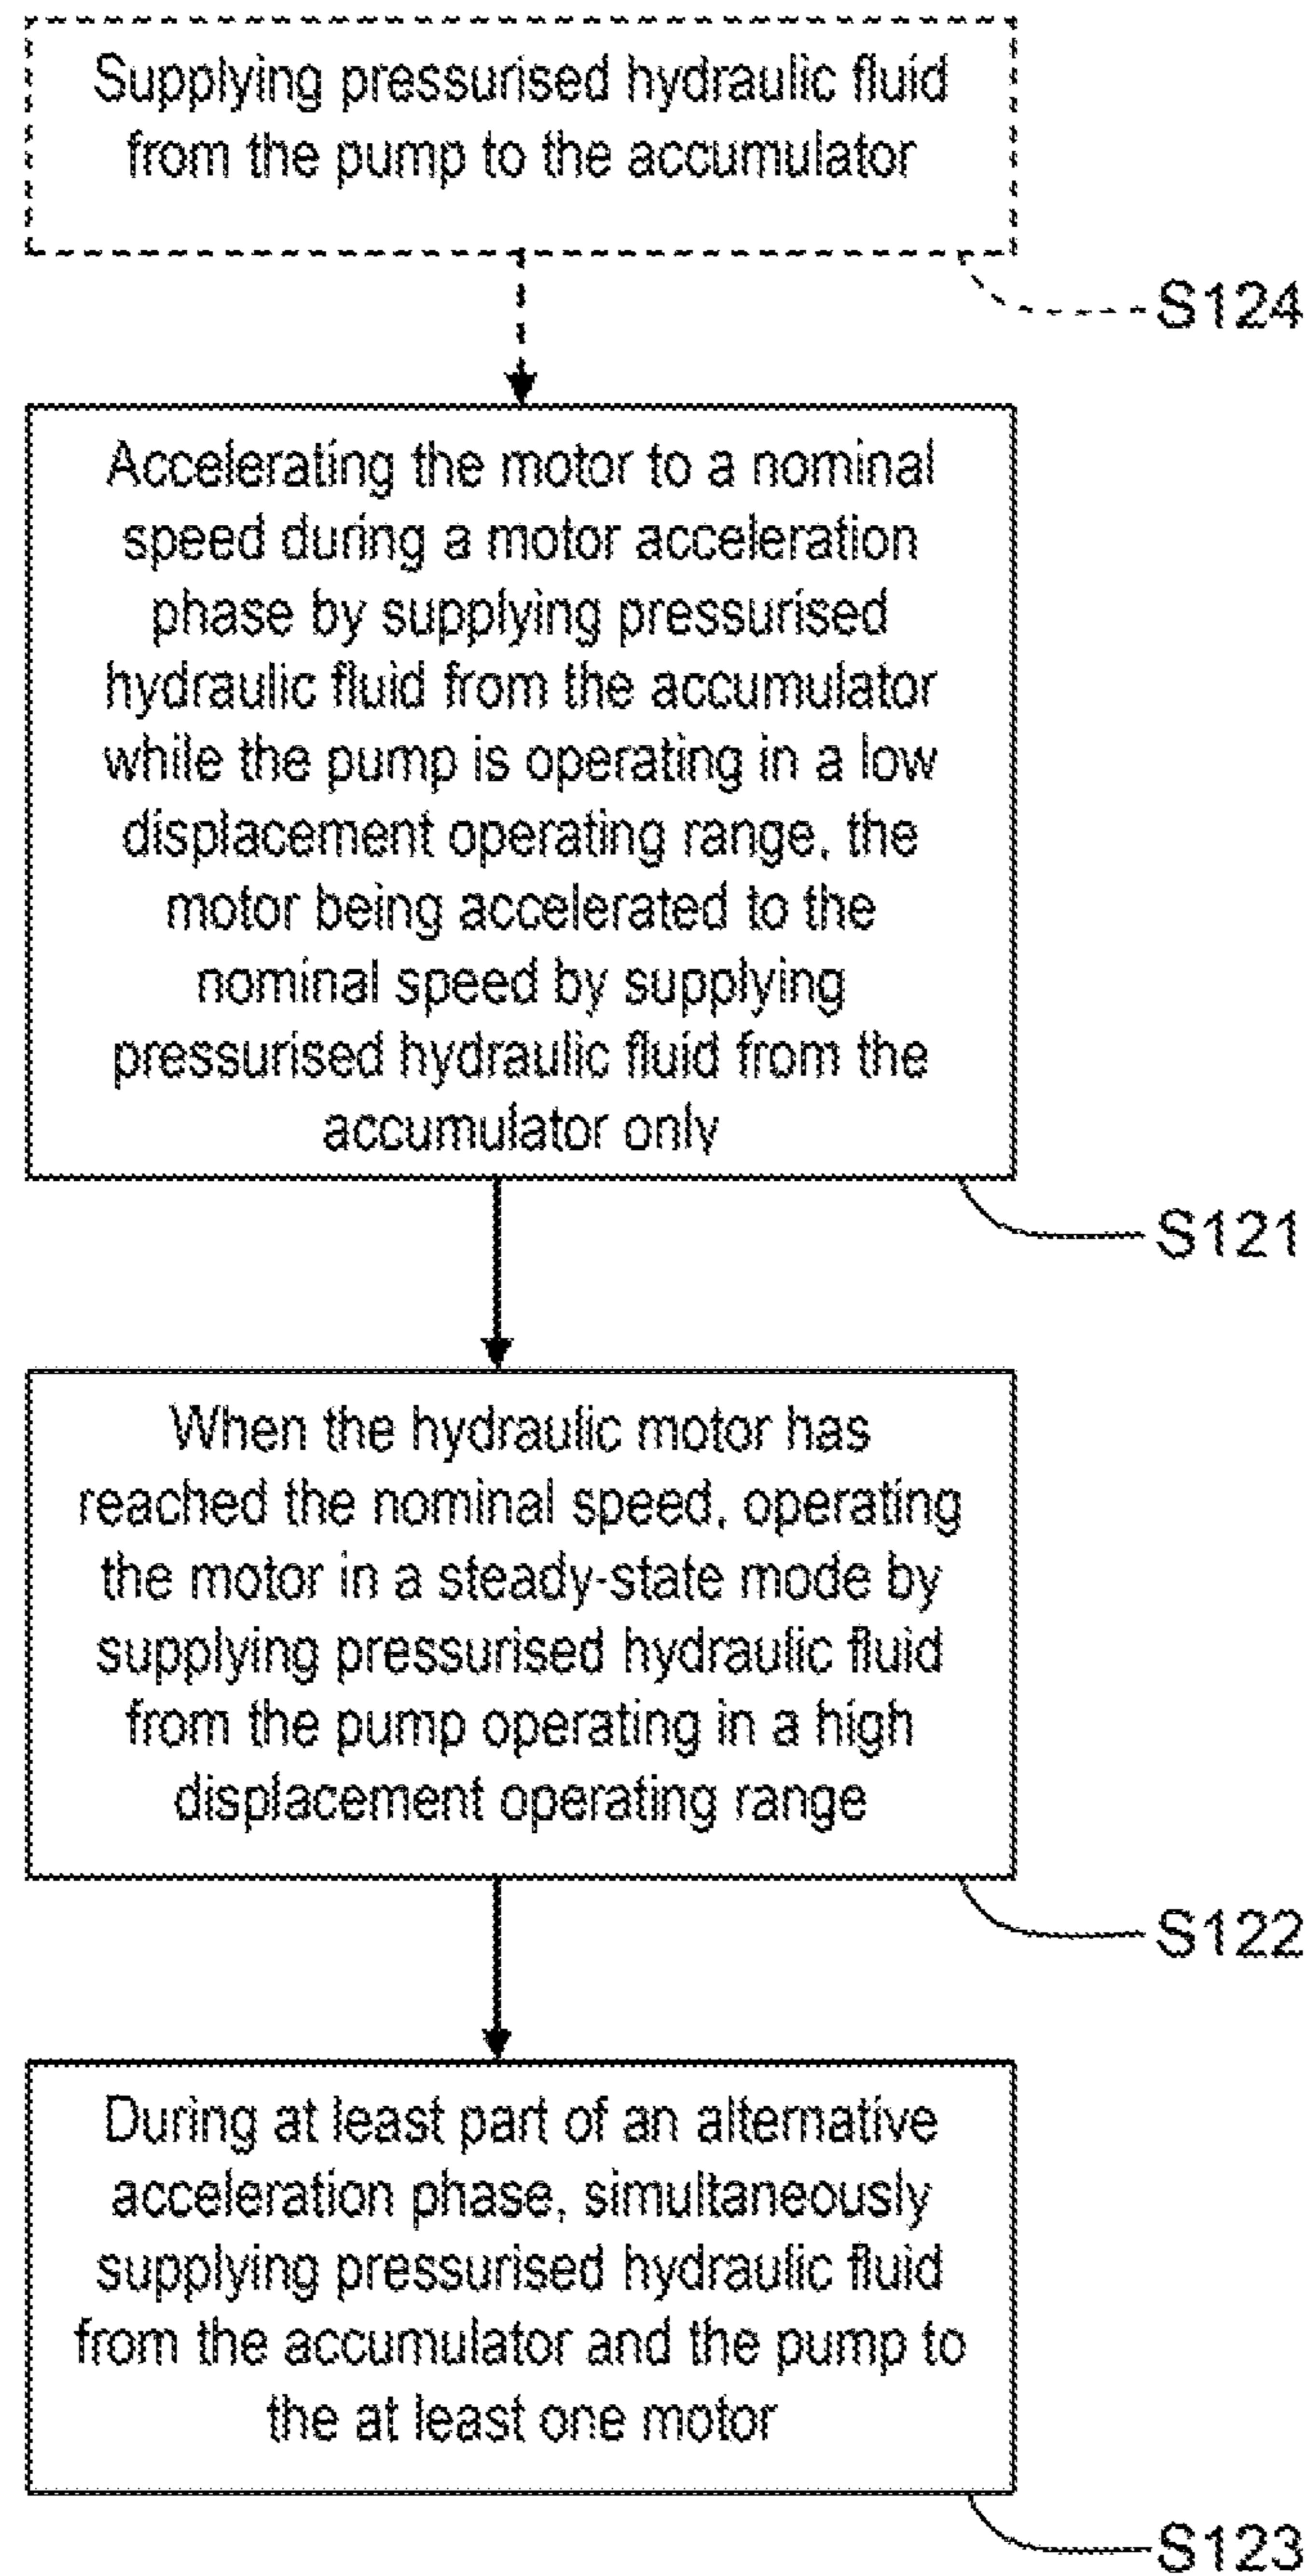 Supplying pressurised hydraulic fluid
from the pump to the accumulator
S124
Accelerating the motor to a nominal
speed during a motor acceleration
phase by supplying pressurised
hydraulic fluid from the accumulator
while the pump is operating in a low
displacement operating range, the
motor being accelerated to the
nominal speed by supplying
pressurised hydraulic fluid from the
accumulator only
S121
When the hydraulic motor has
reached the nominal speed, operating
the motor in a steady-state mode by
supplying pressurised hydraulic fluid
from the pump operating in a high
displacement operating range
S122
During at least part of an alternative
acceleration phase, simultaneously
supplying pressurised hydraulic fluid
from the accumulator and the pump to
the at least one motor
S123